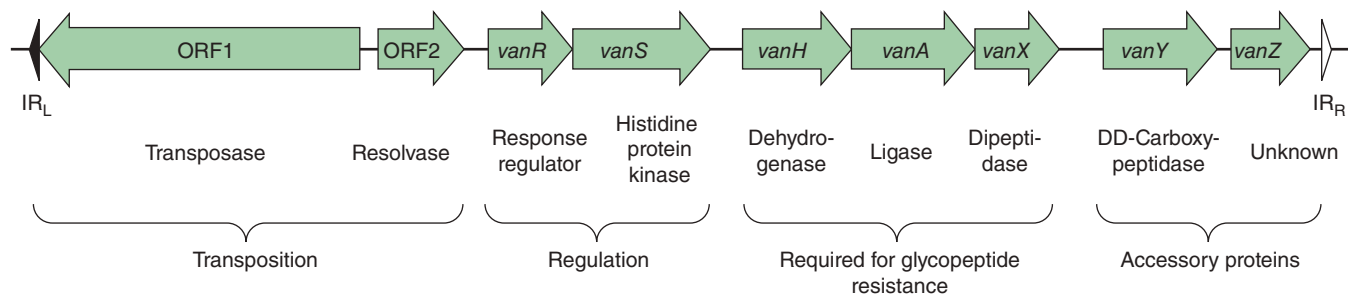 ORF1 ORF2 vanR vanS vanH vanA vanX vanY vanZ
IRL IRR
Transposase
Resolvase
Response
regulator
Histidine
protein
kinase
Dehydro-
genase
Ligase
Dipepti-
dase
DD-Carboxy-
peptidase
Unknown
Transposition
Regulation
Required for glycopeptide
resistance
Accessory proteins